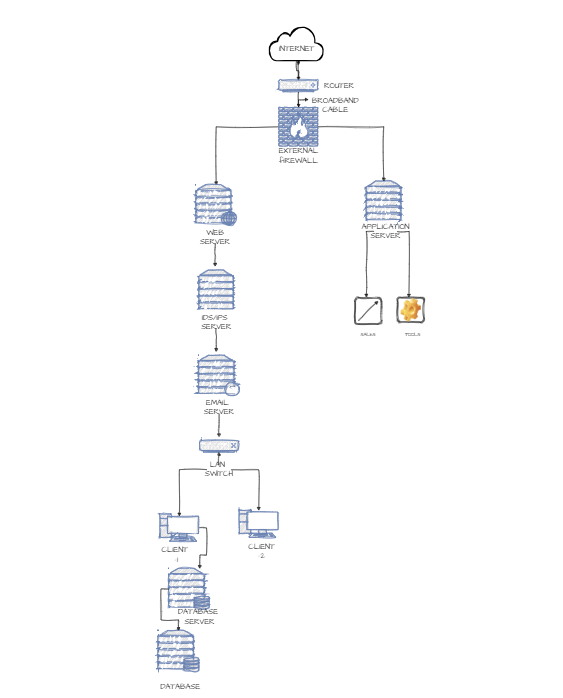 INTERNET
ROUTER
BROADBAND
CABLE
EXTERNAL
FIREWALL
WEB
SERVER
APPLICATION
SERVER
IDS/IPS
SERVER
SALES
TOOLS
EMAIL
SERVER
LAN
SWITCH
CLIENT
1
CLIENT
2
DATABASE
SERVER
DATABASE